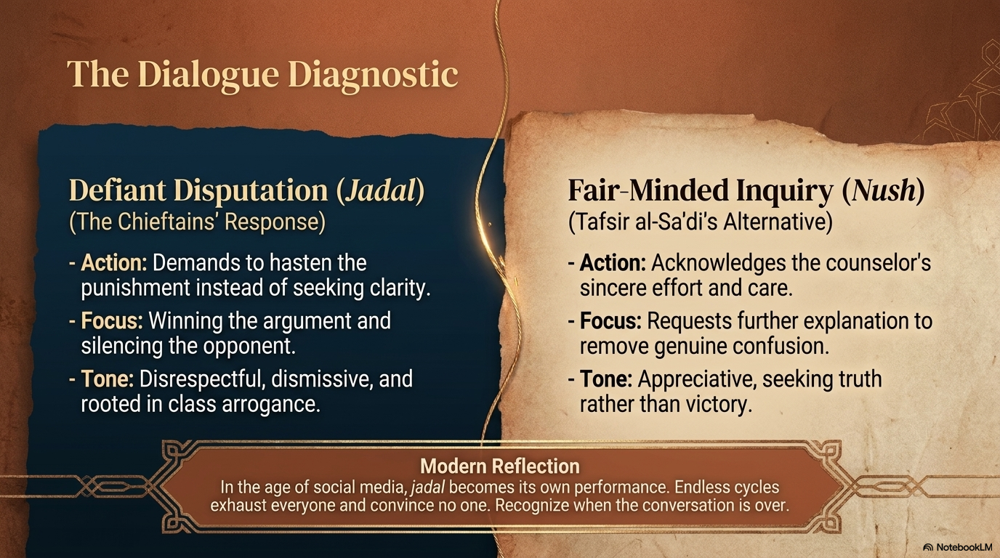 The Dialogue Diagnostic
Defiant Disputation (Jadal)
(The Chieftains' Response)
- Action: Demands to hasten the
punishment instead of seeking clarity.
- Focus: Winning the argument and
silencing the opponent.
- Tone: Disrespectful, dismissive, and
rooted in class arrogance.
Fair-Minded Inquiry (Nush)
(Tafsir al-Sa'di's Alternative)
- Action: Acknowledges the counselor's
sincere effort and care.
- Focus: Requests further explanation to
remove genuine confusion.
- Tone: Appreciative, seeking truth
rather than victory.
Modern Reflection
In the age of social media, jadal becomes its own performance. Endless cycles
exhaust everyone and convince no one. Recognize when the conversation is over.
NotebookLM